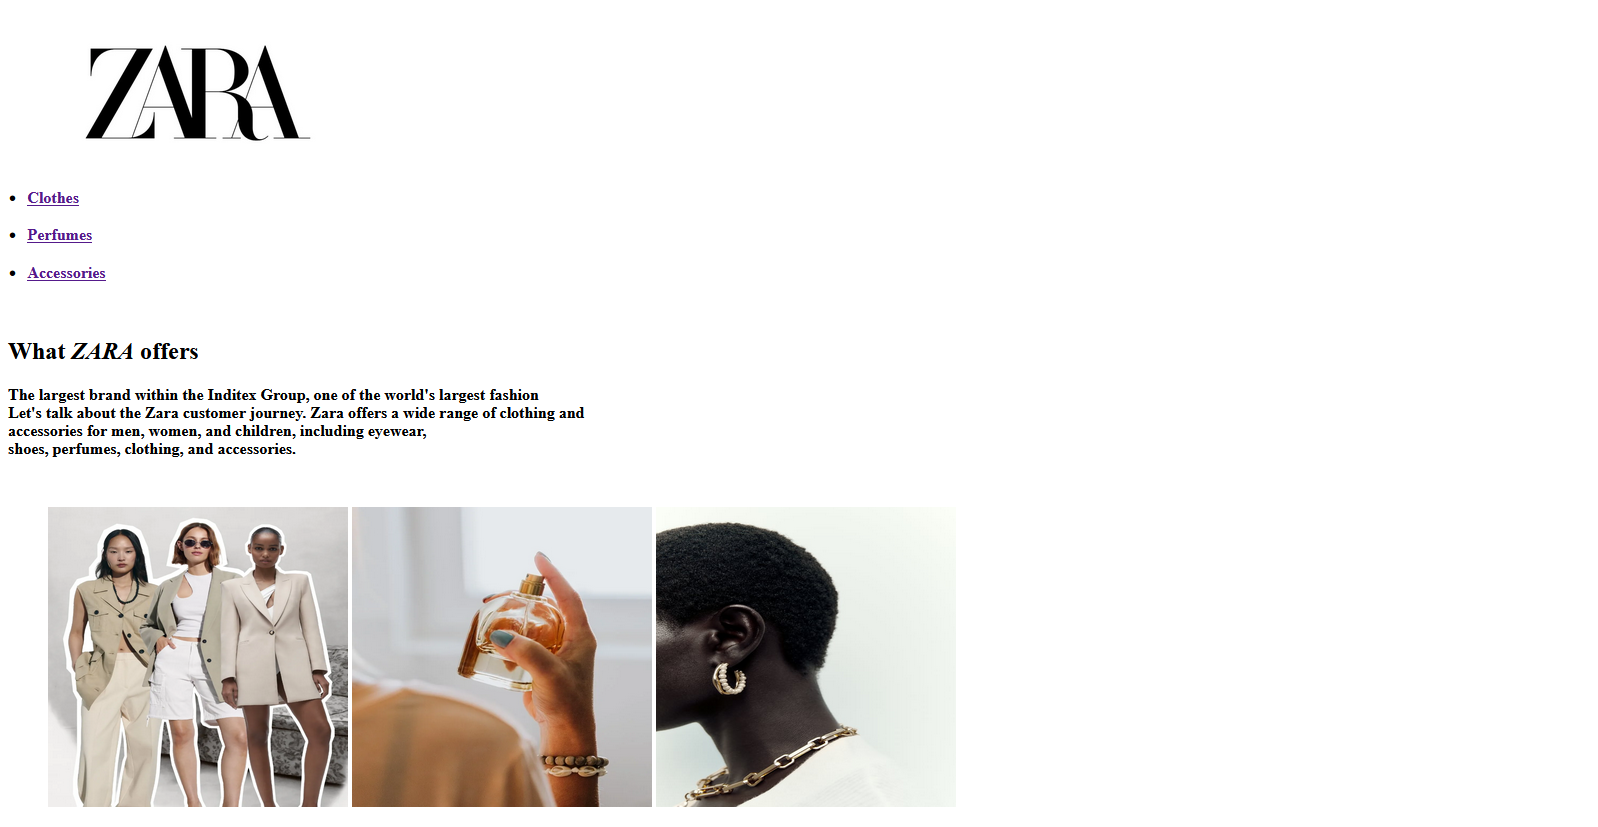 ZARA
Clothes
Perfumes
Accessories
What ZARA offers
The largest brand within the Inditex Group, one of the world's largest fashion
Let's talk about the Zara customer journey. Zara offers a wide range of clothing and
accessories for men, women, and children, including eyewear,
shoes, perfumes, clothing, and accessories.